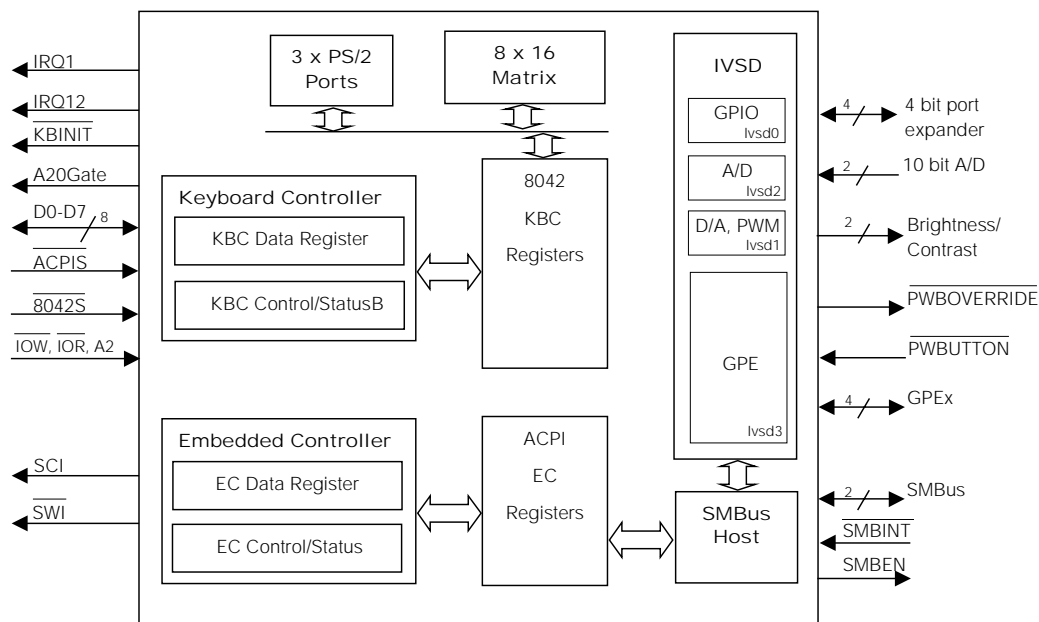 IRQ1
IRQ12
KBINIT
A20Gate
D0-D7
8
ACPIS
8042S
IOW, IOR, A2
SCI
SWI
3 x PS/2
Ports
8 x 16
Matrix
Keyboard Controller
KBC Data Register
KBC Control/StatusB
8042
KBC
Registers
Embedded Controller
EC Data Register
EC Control/Status
ACPI
EC
Registers
IVSD
GPIO
Ivsd0
A/D
Ivsd2
D/A, PWM
Ivsd1
GPE
Ivsd3
SMBus
Host
4
4 bit port
expander
2
10 bit A/D
2
Brightness/
Contrast
PWBOVERRIDE
PWBUTTON
4
GPEx
2
SMBus
SMBINT
SMBEN